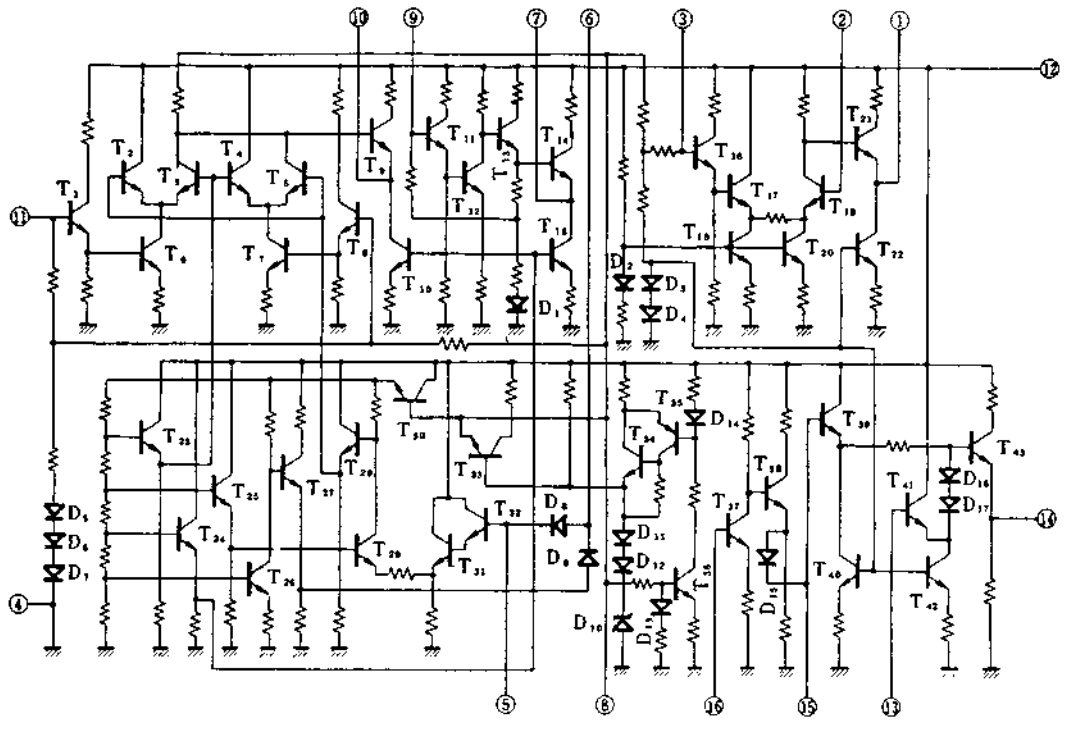 ⑩ ⑨ ⑦ ⑥ ③ ② ①
⑫
T2 T3 T4 T5 T9 T11 T13 T14 T36 T17 T19 T21
⑪ T1 T12
T6 T7 T8 T10 T15 T18 T20 T22
D1 D2 D3 D4
T50 T35 D14 T39
T23 T33 T34 T43
T25 T27 T28 T38 T41 D16
D17
D5 D6 D7 T24 T26 T29 T31 T32 D8 D9 D11 D12 T37 ⑭
④ D10 D13 T36 D15 T40 T42
⑤ ⑧ ⑯ ⑮ ⑬